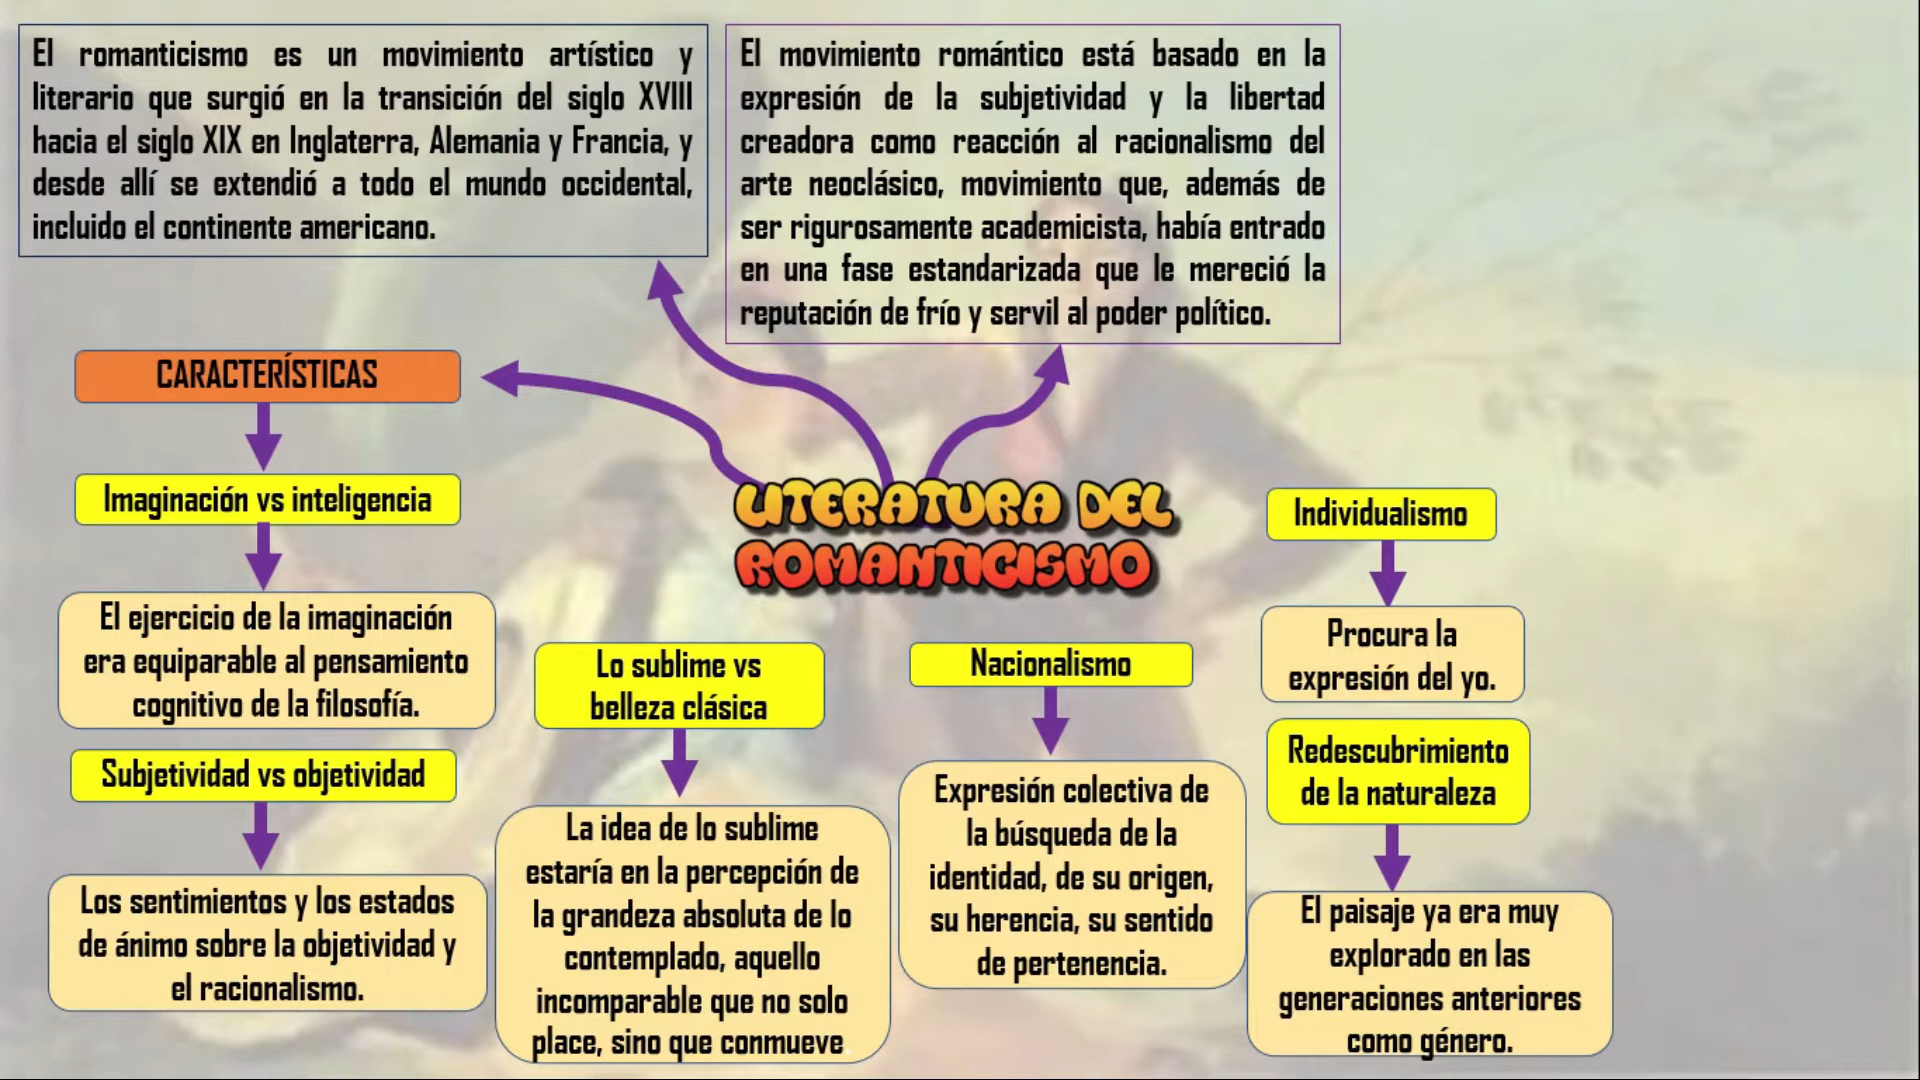 El romanticismo es un movimiento artístico y
literario que surgió en la transición del siglo XVIII
hacia el siglo XIX en Inglaterra, Alemania y Francia, y
desde allí se extendió a todo el mundo occidental,
incluido el continente americano.
El movimiento romántico está basado en la
expresión de la subjetividad y la libertad
creadora como reacción al racionalismo del
arte neoclásico, movimiento que, además de
ser rigurosamente academicista, había entrado
en una fase estandarizada que le mereció la
reputación de frío y servil al poder político.
LITERATURA DEL
ROMANTICISMO
CARACTERÍSTICAS
Imaginación vs inteligencia
El ejercicio de la imaginación
era equiparable al pensamiento
cognitivo de la filosofía.
Subjetividad vs objetividad
Los sentimientos y los estados
de ánimo sobre la objetividad y
el racionalismo.
Lo sublime vs
belleza clásica
La idea de lo sublime
estaría en la percepción de
la grandeza absoluta de lo
contemplado, aquello
incomparable que no solo
place, sino que conmueve
Nacionalismo
Expresión colectiva de
la búsqueda de la
identidad, de su origen,
su herencia, su sentido
de pertenencia.
Individualismo
Procura la
expresión del yo.
Redescubrimiento
de la naturaleza
El paisaje ya era muy
explorado en las
generaciones anteriores
como género.